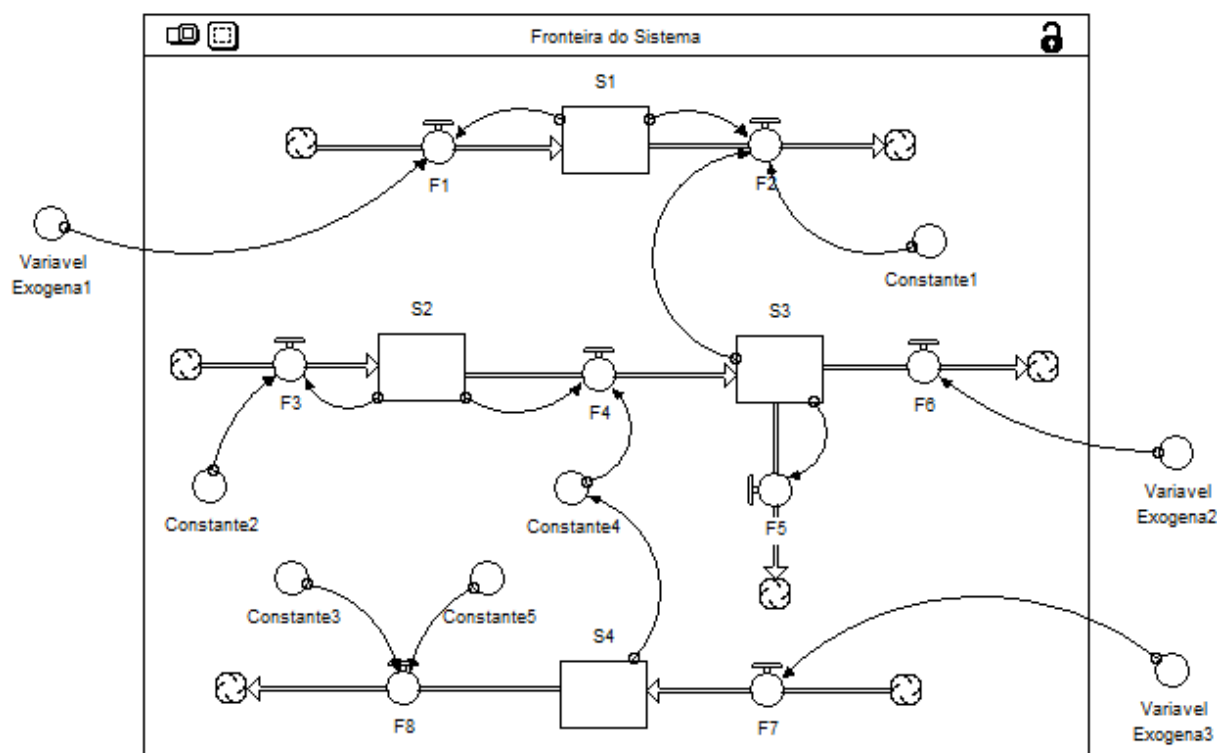 Fronteira do Sistema
S1
F1
F2
Variavel
Exogena1
Constante1
S2
S3
F3
F4
F6
Constante2
Constante4
F5
Variavel
Exogena2
Constante3
Constante5
S4
F8
F7
Variavel
Exogena3